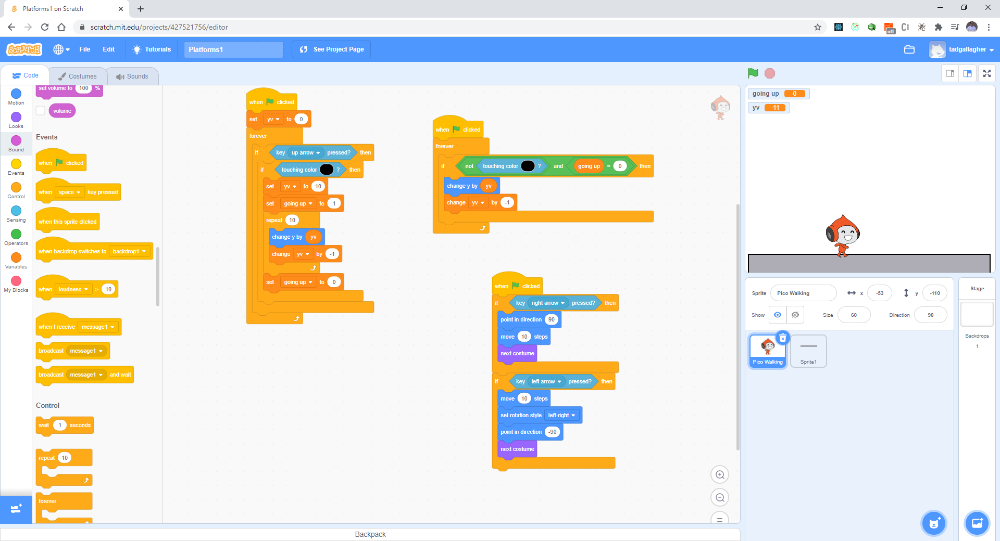 Platforms1 on Scratch
scratch.mit.edu/projects/427521756/editor
off
SCRATCH
File
Edit
Tutorials
Platforms1
See Project Page
tadgallagher
Code
Costumes
Sounds
Motion
Looks
Sound
Events
Control
Sensing
Operators
Variables
My Blocks
set volume to 100 %
volume
Events
when clicked
when space key pressed
when this sprite clicked
when backdrop switches to backdrop1
when loudness > 10
when I receive message1
broadcast message1
broadcast message1 and wait
Control
wait 1 seconds
repeat 10
forever
when clicked
set yv to 0
forever
if key up arrow pressed? then
if touching color ? then
set yv to 10
set going up to 1
repeat 10
change y by yv
change yv by -1
set going up to 0
when clicked
forever
if not touching color ? and going up = 0 then
change y by yv
change yv by -1
when clicked
if key right arrow pressed? then
point in direction 90
move 10 steps
next costume
if key left arrow pressed? then
move 10 steps
set rotation style left-right
point in direction -90
next costume
going up 0
yv -11
Sprite Pico Walking x -53 y -110
Show Size 60 Direction 90
Pico Walking
Sprite1
Stage
Backdrops
1
Backpack